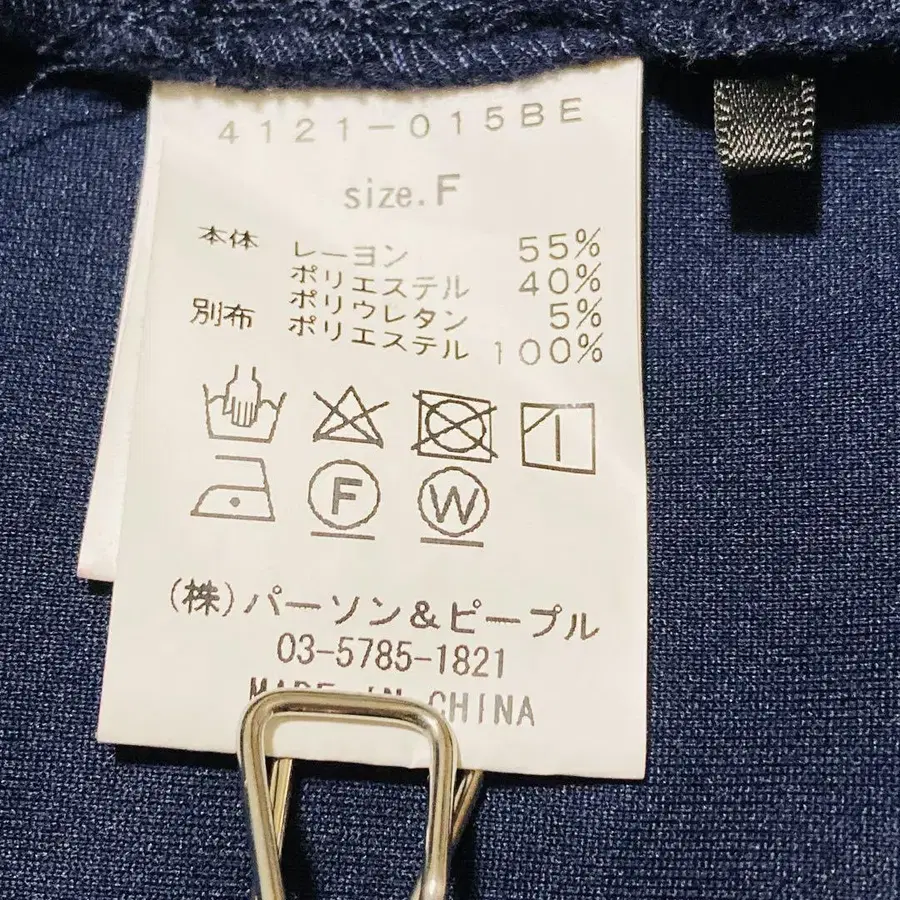 4121-015BE
size.F
本体 レーヨン 55%
ポリエステル 40%
ポリウレタン 5%
別布 ポリエステル 100%
F W
(株)パーソン&ピープル
03-5785-1821
MADE IN CHINA